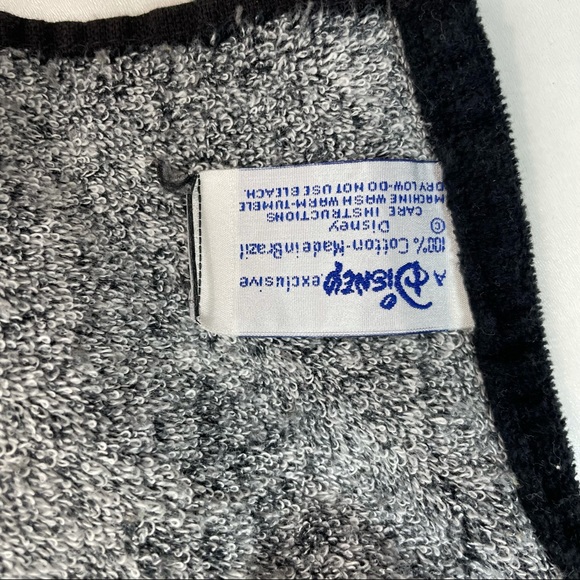 A DISNEY exclusive
100% Cotton-Made in Brazil
© Disney
CARE INSTRUCTIONS
MACHINE WASH WARM-TUMBLE
DRY LOW-DO NOT USE BLEACH.